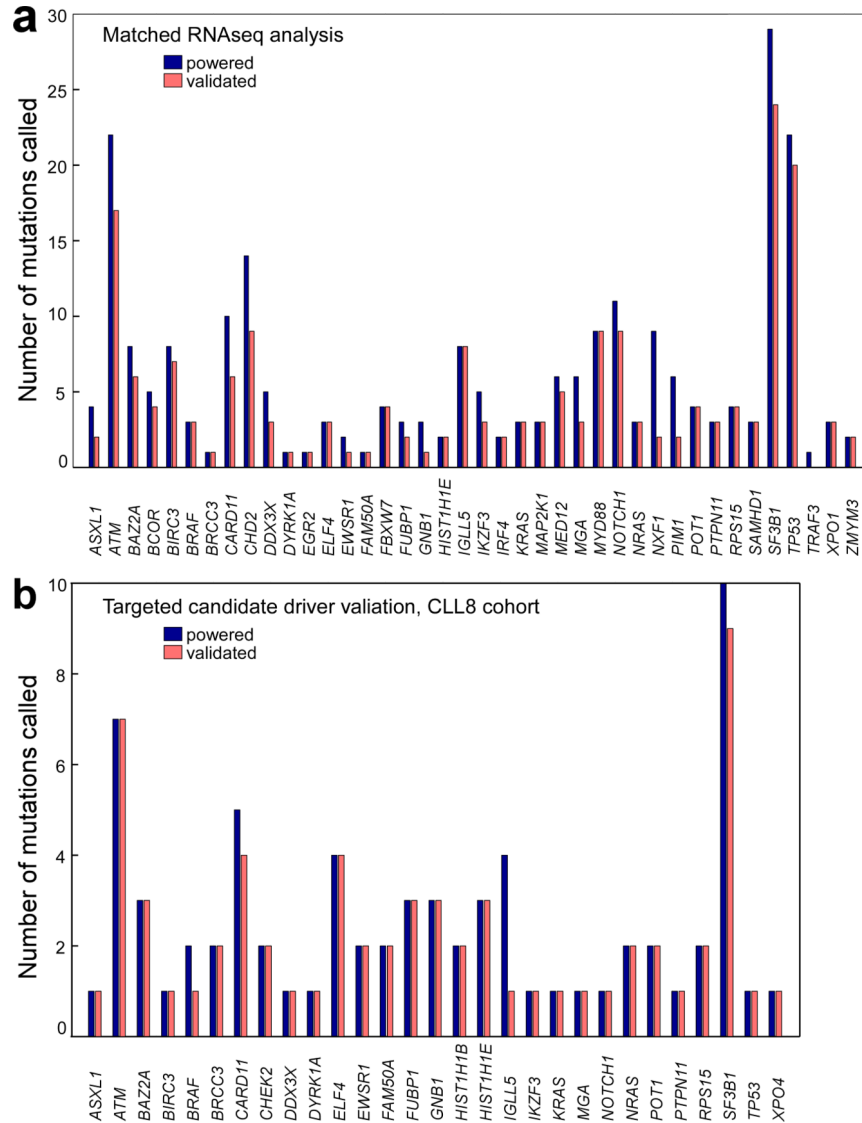 a
Matched RNAseq analysis
powered
validated
Number of mutations called
30
25
20
15
10
5
0
ASXL1
ATM
BAZ2A
BCOR
BIRC3
BRAF
BRCC3
CARD11
CHD2
DDX3X
DYRK1A
EGR2
ELF4
EWSR1
FAM50A
FBXW7
FUBP1
GNB1
HIST1H1E
IGLL5
IKZF3
IRF4
KRAS
MAP2K1
MED12
MGA
MYD88
NOTCH1
NRAS
NXF1
PIM1
POT1
PTPN11
RPS15
SAMHD1
SF3B1
TP53
TRAF3
XPO1
ZMYM3
b
Targeted candidate driver valiation, CLL8 cohort
powered
validated
Number of mutations called
10
8
6
4
2
0
ASXL1
ATM
BAZ2A
BIRC3
BRAF
BRCC3
CARD11
CHEK2
DDX3X
DYRK1A
ELF4
EWSR1
FAM50A
FUBP1
GNB1
HIST1H1B
HIST1H1E
IGLL5
IKZF3
KRAS
MGA
NOTCH1
NRAS
POT1
PTPN11
RPS15
SF3B1
TP53
XPO4